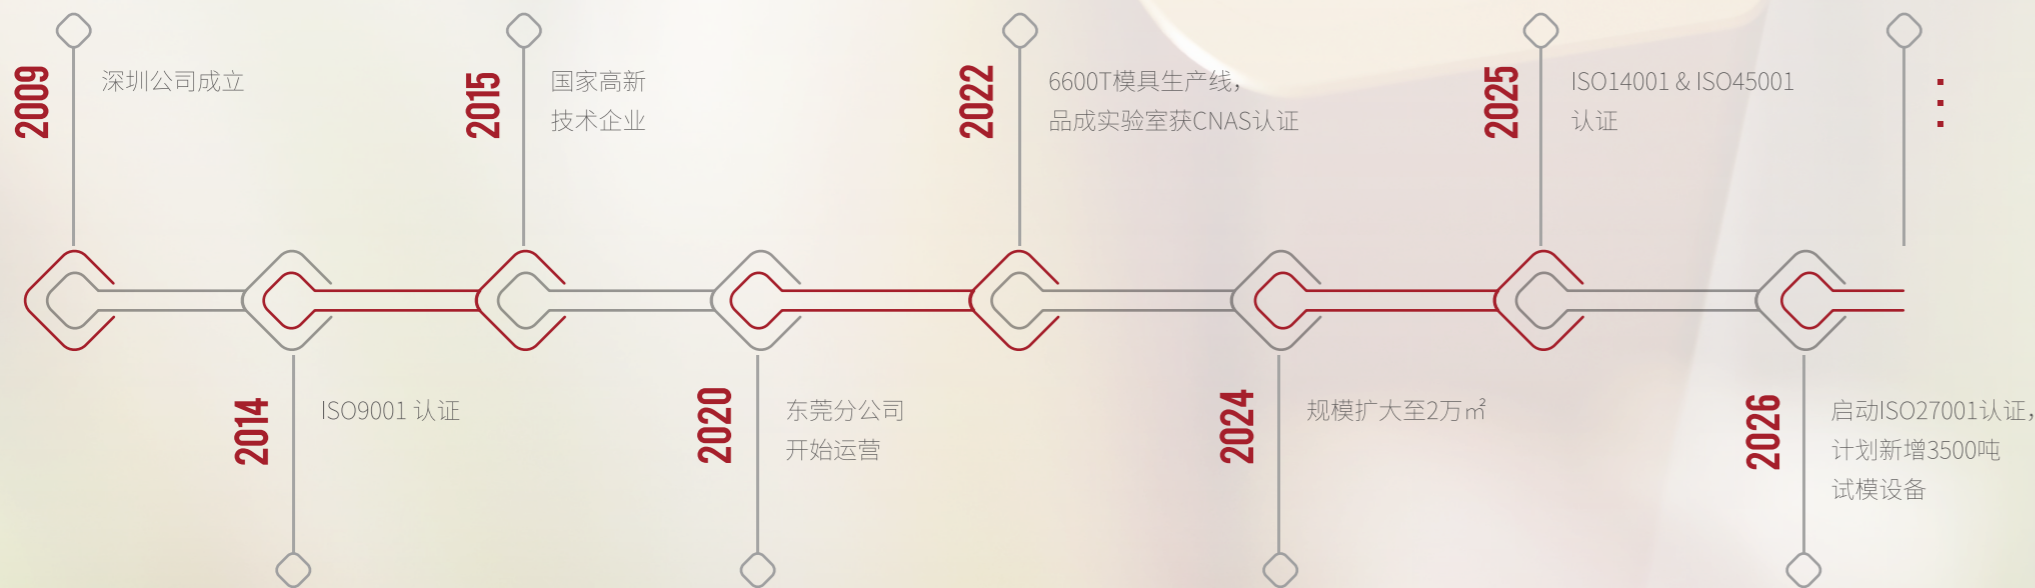 2009
深圳公司成立
2014
ISO9001 认证
2015
国家高新
技术企业
2020
东莞分公司
开始运营
2022
6600T模具生产线，
品成实验室获CNAS认证
2024
规模扩大至2万㎡
2025
ISO14001 & ISO45001
认证
2026
启动ISO27001认证，
计划新增3500吨
试模设备